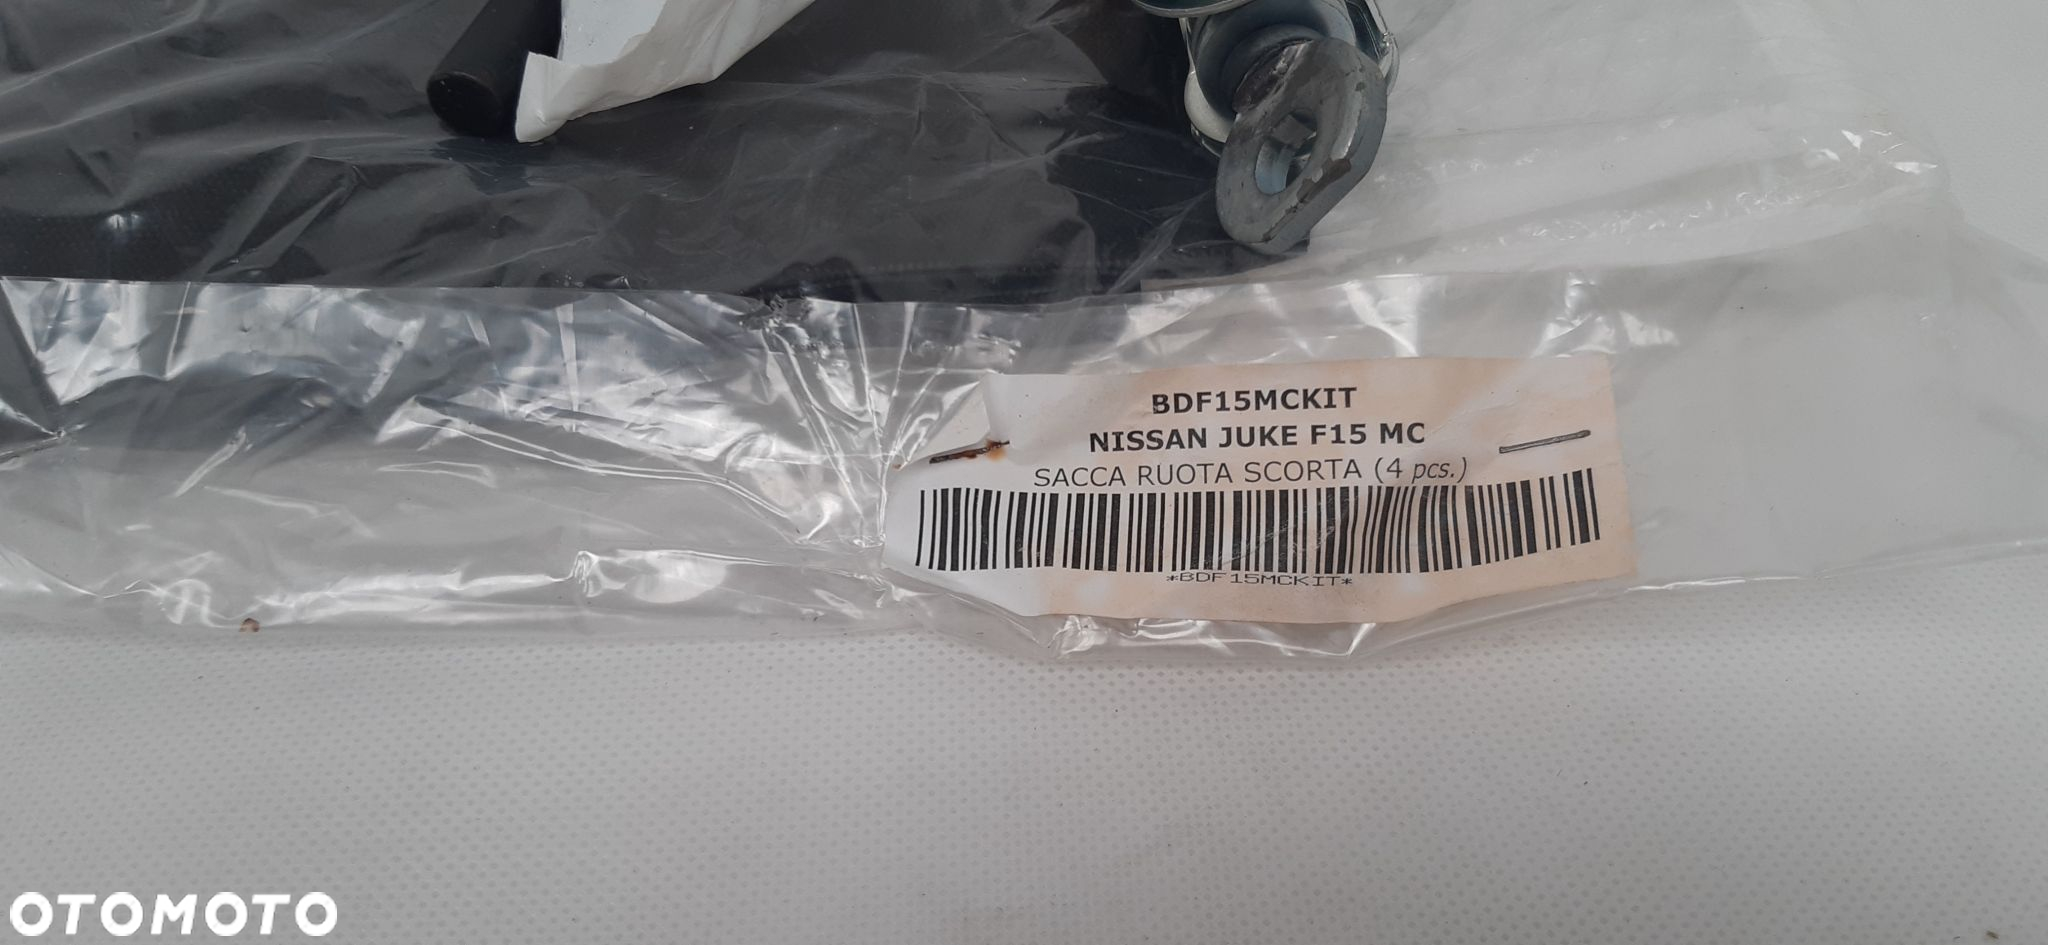 BDF15MCKIT
NISSAN JUKE F15 MC
SACCA RUOTA SCORTA (4 pcs.)
*BDF15MCKIT*
OTOMOTO